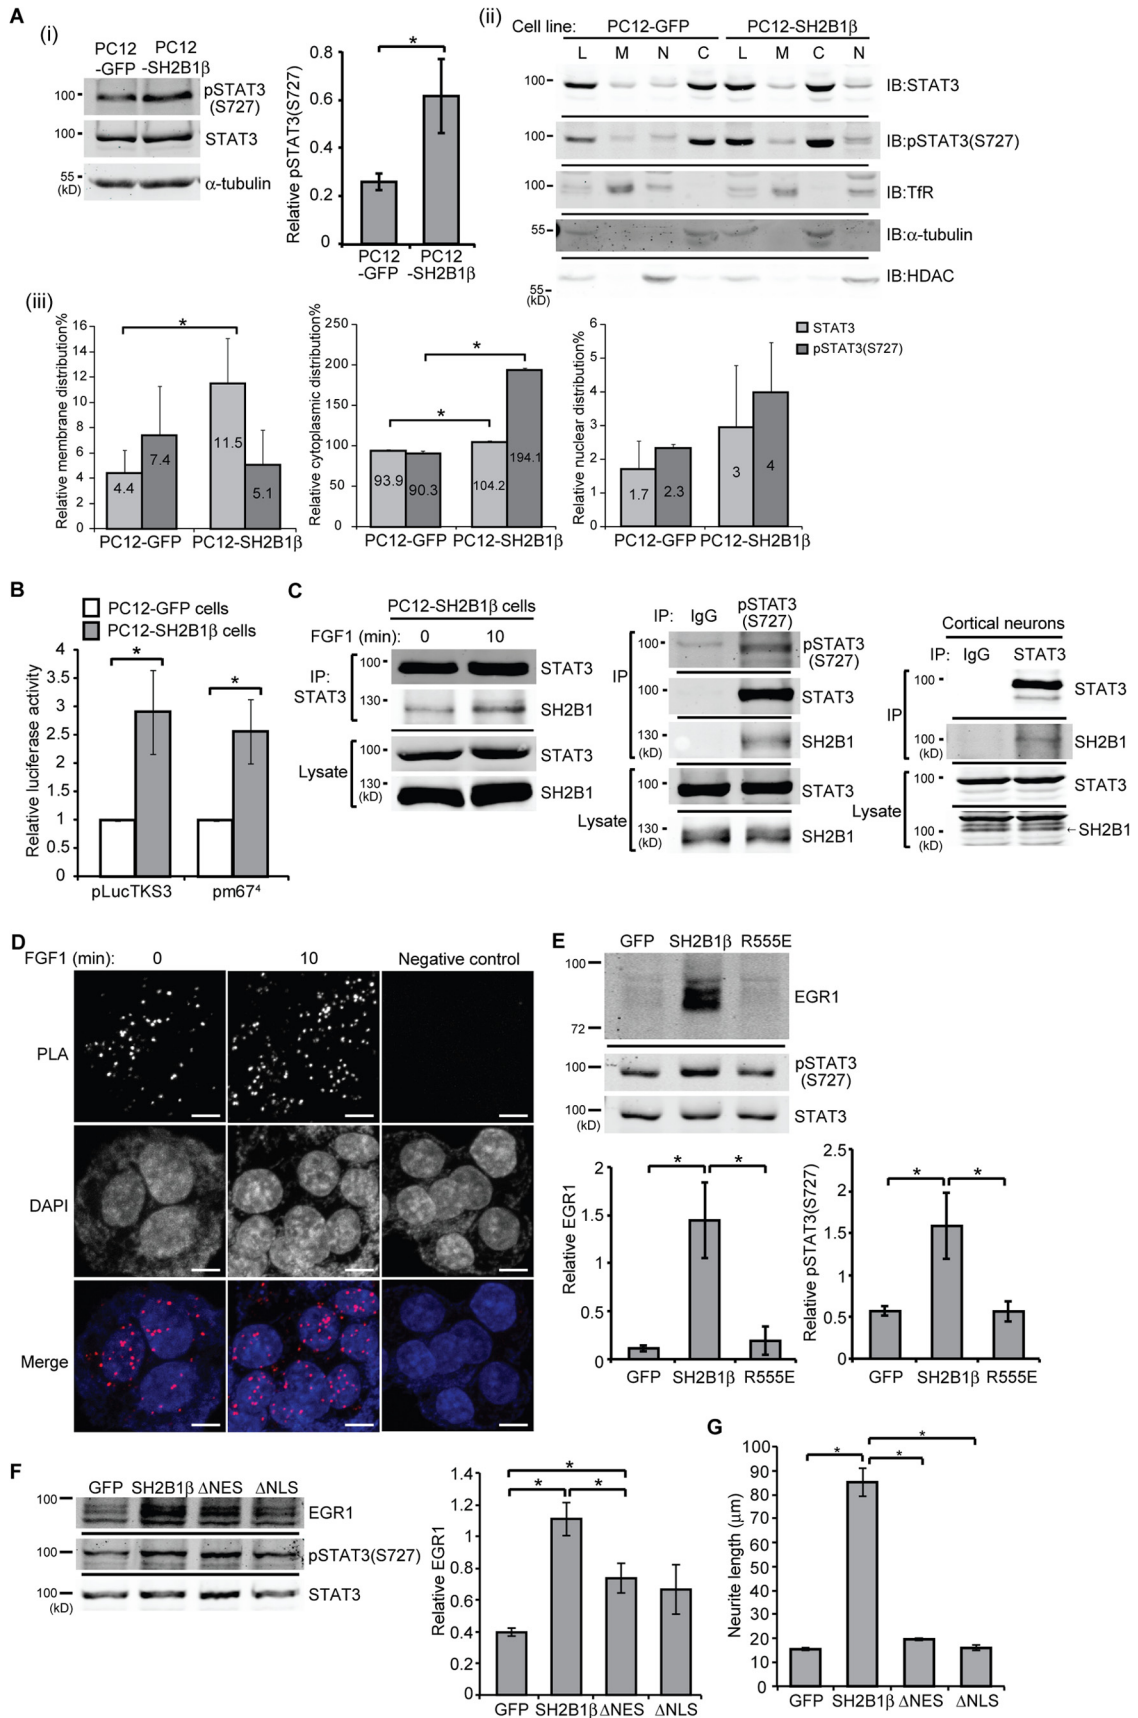 A
(i)
PC12 PC12
-GFP -SH2B1β
100
pSTAT3
(S727)
100
STAT3
55
(kD)
α-tubulin
*
Relative pSTAT3(S727)
0.8
0.6
0.4
0.2
0
PC12 PC12
-GFP -SH2B1β
(ii)
Cell line: PC12-GFP PC12-SH2B1β
L M N C L M C N
100 IB:STAT3
100 IB:pSTAT3(S727)
100 IB:TfR
55 IB:α-tubulin
IB:HDAC
55
(kD)
(iii)
Relative membrane distribution%
16
14
12
10
8
6
4
2
0
*
4.4 7.4 11.5 5.1
PC12-GFP PC12-SH2B1β
Relative cytoplasmic distribution%
250
200
150
100
50
0
*
*
93.9 90.3 104.2 194.1
PC12-GFP PC12-SH2B1β
Relative nuclear distribution%
6
5
4
3
2
1
0
1.7 2.3 3 4
PC12-GFP PC12-SH2B1β
STAT3
pSTAT3(S727)
B
PC12-GFP cells
PC12-SH2B1β cells
Relative luciferase activity
4
3.5
3
2.5
2
1.5
1
0.5
0
* *
pLucTKS3 pm67⁴
C
PC12-SH2B1β cells
FGF1 (min): 0 10
IP:
STAT3
100 STAT3
130 SH2B1
Lysate
100 STAT3
130
(kD)
SH2B1
IP: IgG pSTAT3
(S727)
IP
100 pSTAT3
(S727)
100 STAT3
130
(kD)
SH2B1
Lysate
100 STAT3
130
(kD)
SH2B1
Cortical neurons
IP: IgG STAT3
IP
100 STAT3
100
(kD)
SH2B1
Lysate
100 STAT3
100
(kD)
←SH2B1
D
FGF1 (min): 0 10 Negative control
PLA
DAPI
Merge
E
GFP SH2B1β R555E
100
EGR1
72
100 pSTAT3
(S727)
100
(kD)
STAT3
Relative EGR1
2
1.5
1
0.5
0
* *
GFP SH2B1β R555E
Relative pSTAT3(S727)
2.5
2
1.5
1
0.5
0
* *
GFP SH2B1β R555E
F
GFP SH2B1β ΔNES ΔNLS
100 EGR1
100 pSTAT3(S727)
100
(kD)
STAT3
Relative EGR1
1.4
1.2
1
0.8
0.6
0.4
0.2
0
*
* *
GFP SH2B1β ΔNES ΔNLS
G
Neurite length (μm)
100
90
80
70
60
50
40
30
20
10
0
*
* *
GFP SH2B1β ΔNES ΔNLS